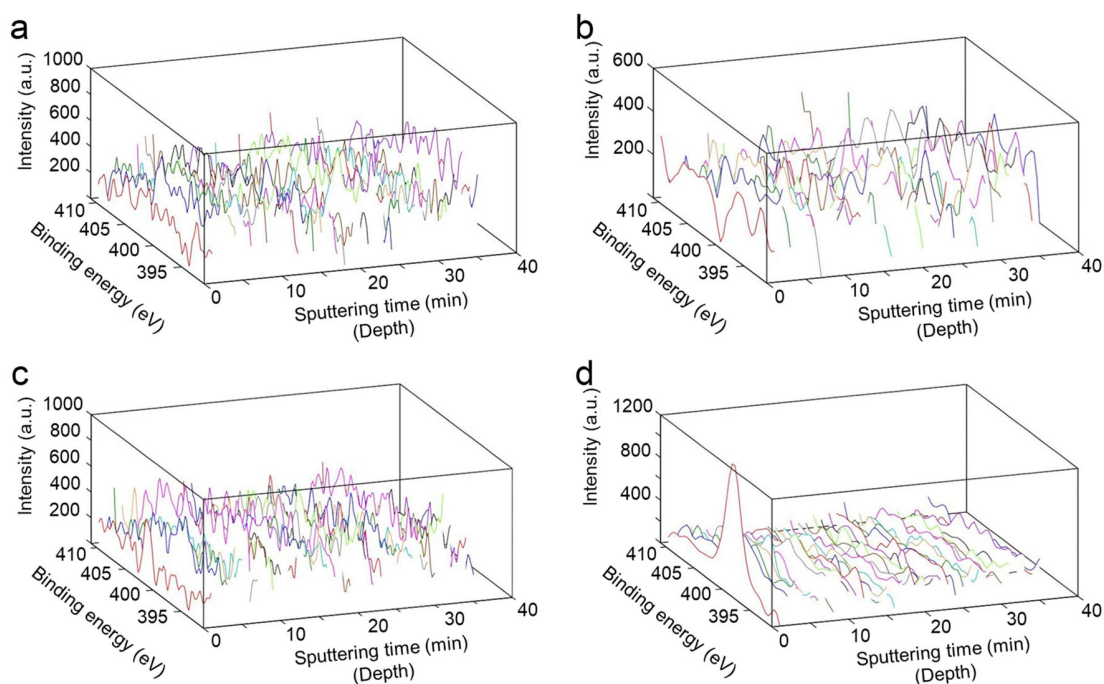 a
1000
800
600
400
200
Intensity (a.u.)
410
405
400
395
Binding energy (eV)
0
10
20
30
40
Sputtering time (min)
(Depth)
b
600
400
200
Intensity (a.u.)
410
405
400
395
Binding energy (eV)
0
10
20
30
40
Sputtering time (min)
(Depth)
c
1000
800
600
400
200
Intensity (a.u.)
410
405
400
395
Binding energy (eV)
0
10
20
30
40
Sputtering time (min)
(Depth)
d
1200
800
400
Intensity (a.u.)
410
405
400
395
Binding energy (eV)
0
10
20
30
40
Sputtering time (min)
(Depth)